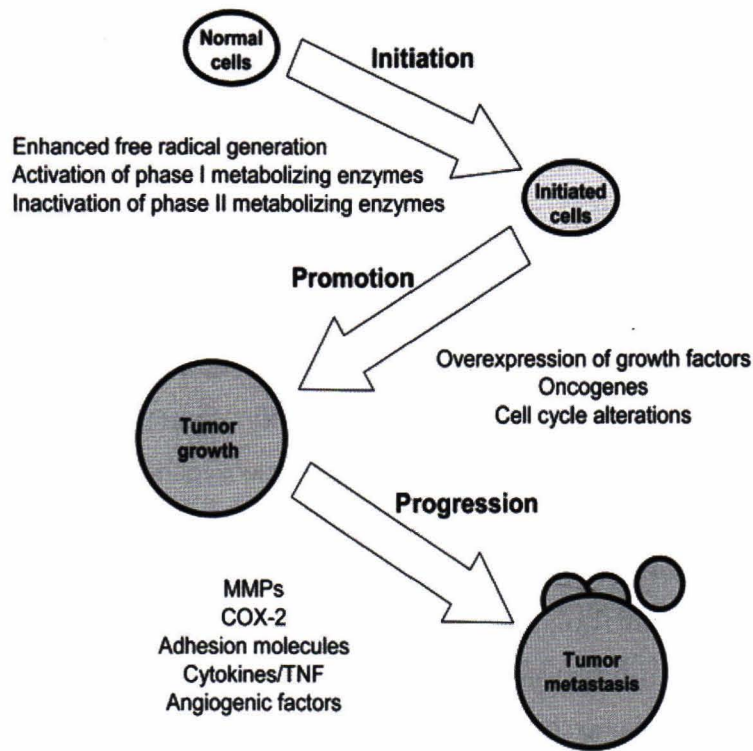 Normal
cells
Initiation
Enhanced free radical generation
Activation of phase I metabolizing enzymes
Inactivation of phase II metabolizing enzymes
Initiated
cells
Promotion
Overexpression of growth factors
Oncogenes
Cell cycle alterations
Tumor
growth
Progression
MMPs
COX-2
Adhesion molecules
Cytokines/TNF
Angiogenic factors
Tumor
metastasis